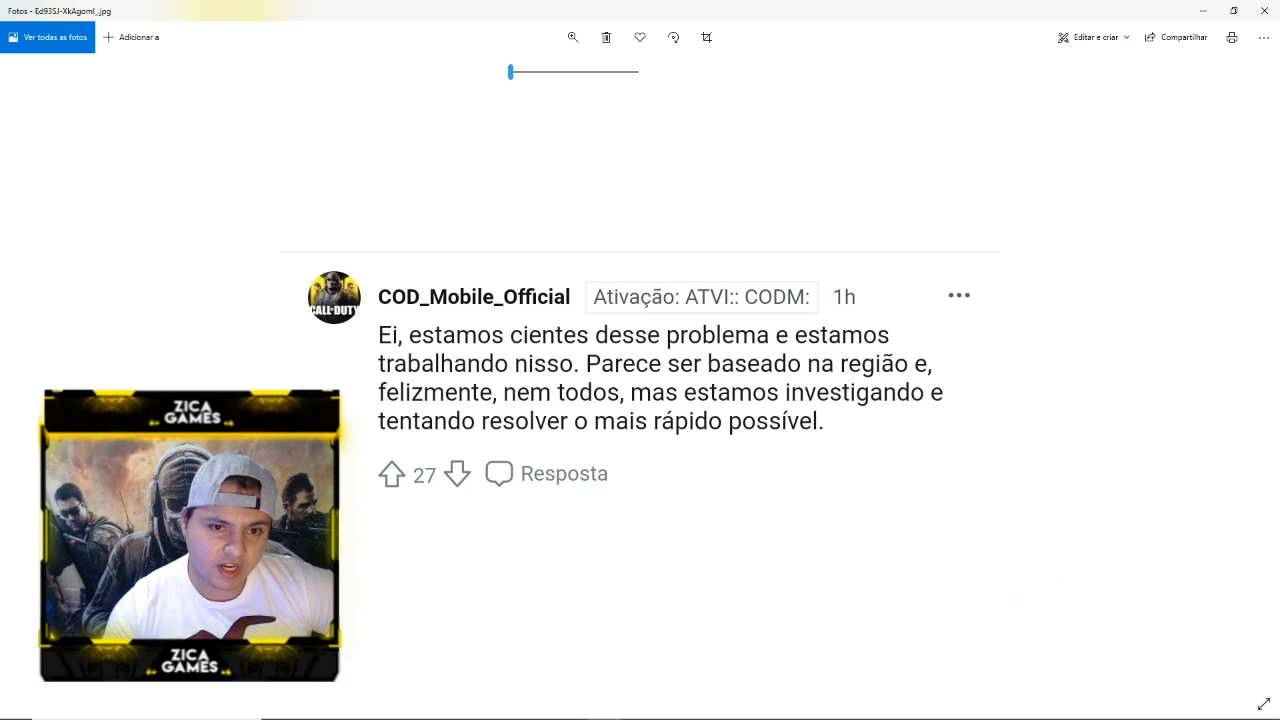 Fotos - Ed93SJ-XkAgomI_.jpg
Ver todas as fotos
Adicionar a
Editar e criar
Compartilhar
COD_Mobile_Official
Ativação: ATVI:: CODM:
1h
Ei, estamos cientes desse problema e estamos
trabalhando nisso. Parece ser baseado na região e,
felizmente, nem todos, mas estamos investigando e
tentando resolver o mais rápido possível.
27
Resposta
CALL OF DUTY
ZICA
GAMES
ZICA
GAMES